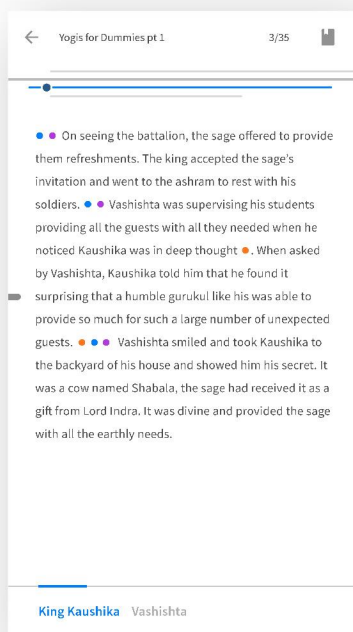 Yogis for Dummies pt 1 3/35
On seeing the battalion, the sage offered to provide
them refreshments. The king accepted the sage's
invitation and went to the ashram to rest with his
soldiers. Vashishta was supervising his students
providing all the guests with all they needed when he
noticed Kaushika was in deep thought . When asked
by Vashishta, Kaushika told him that he found it
surprising that a humble gurukul like his was able to
provide so much for such a large number of unexpected
guests. Vashishta smiled and took Kaushika to
the backyard of his house and showed him his secret. It
was a cow named Shabala, the sage had received it as a
gift from Lord Indra. It was divine and provided the sage
with all the earthly needs.
King Kaushika Vashishta